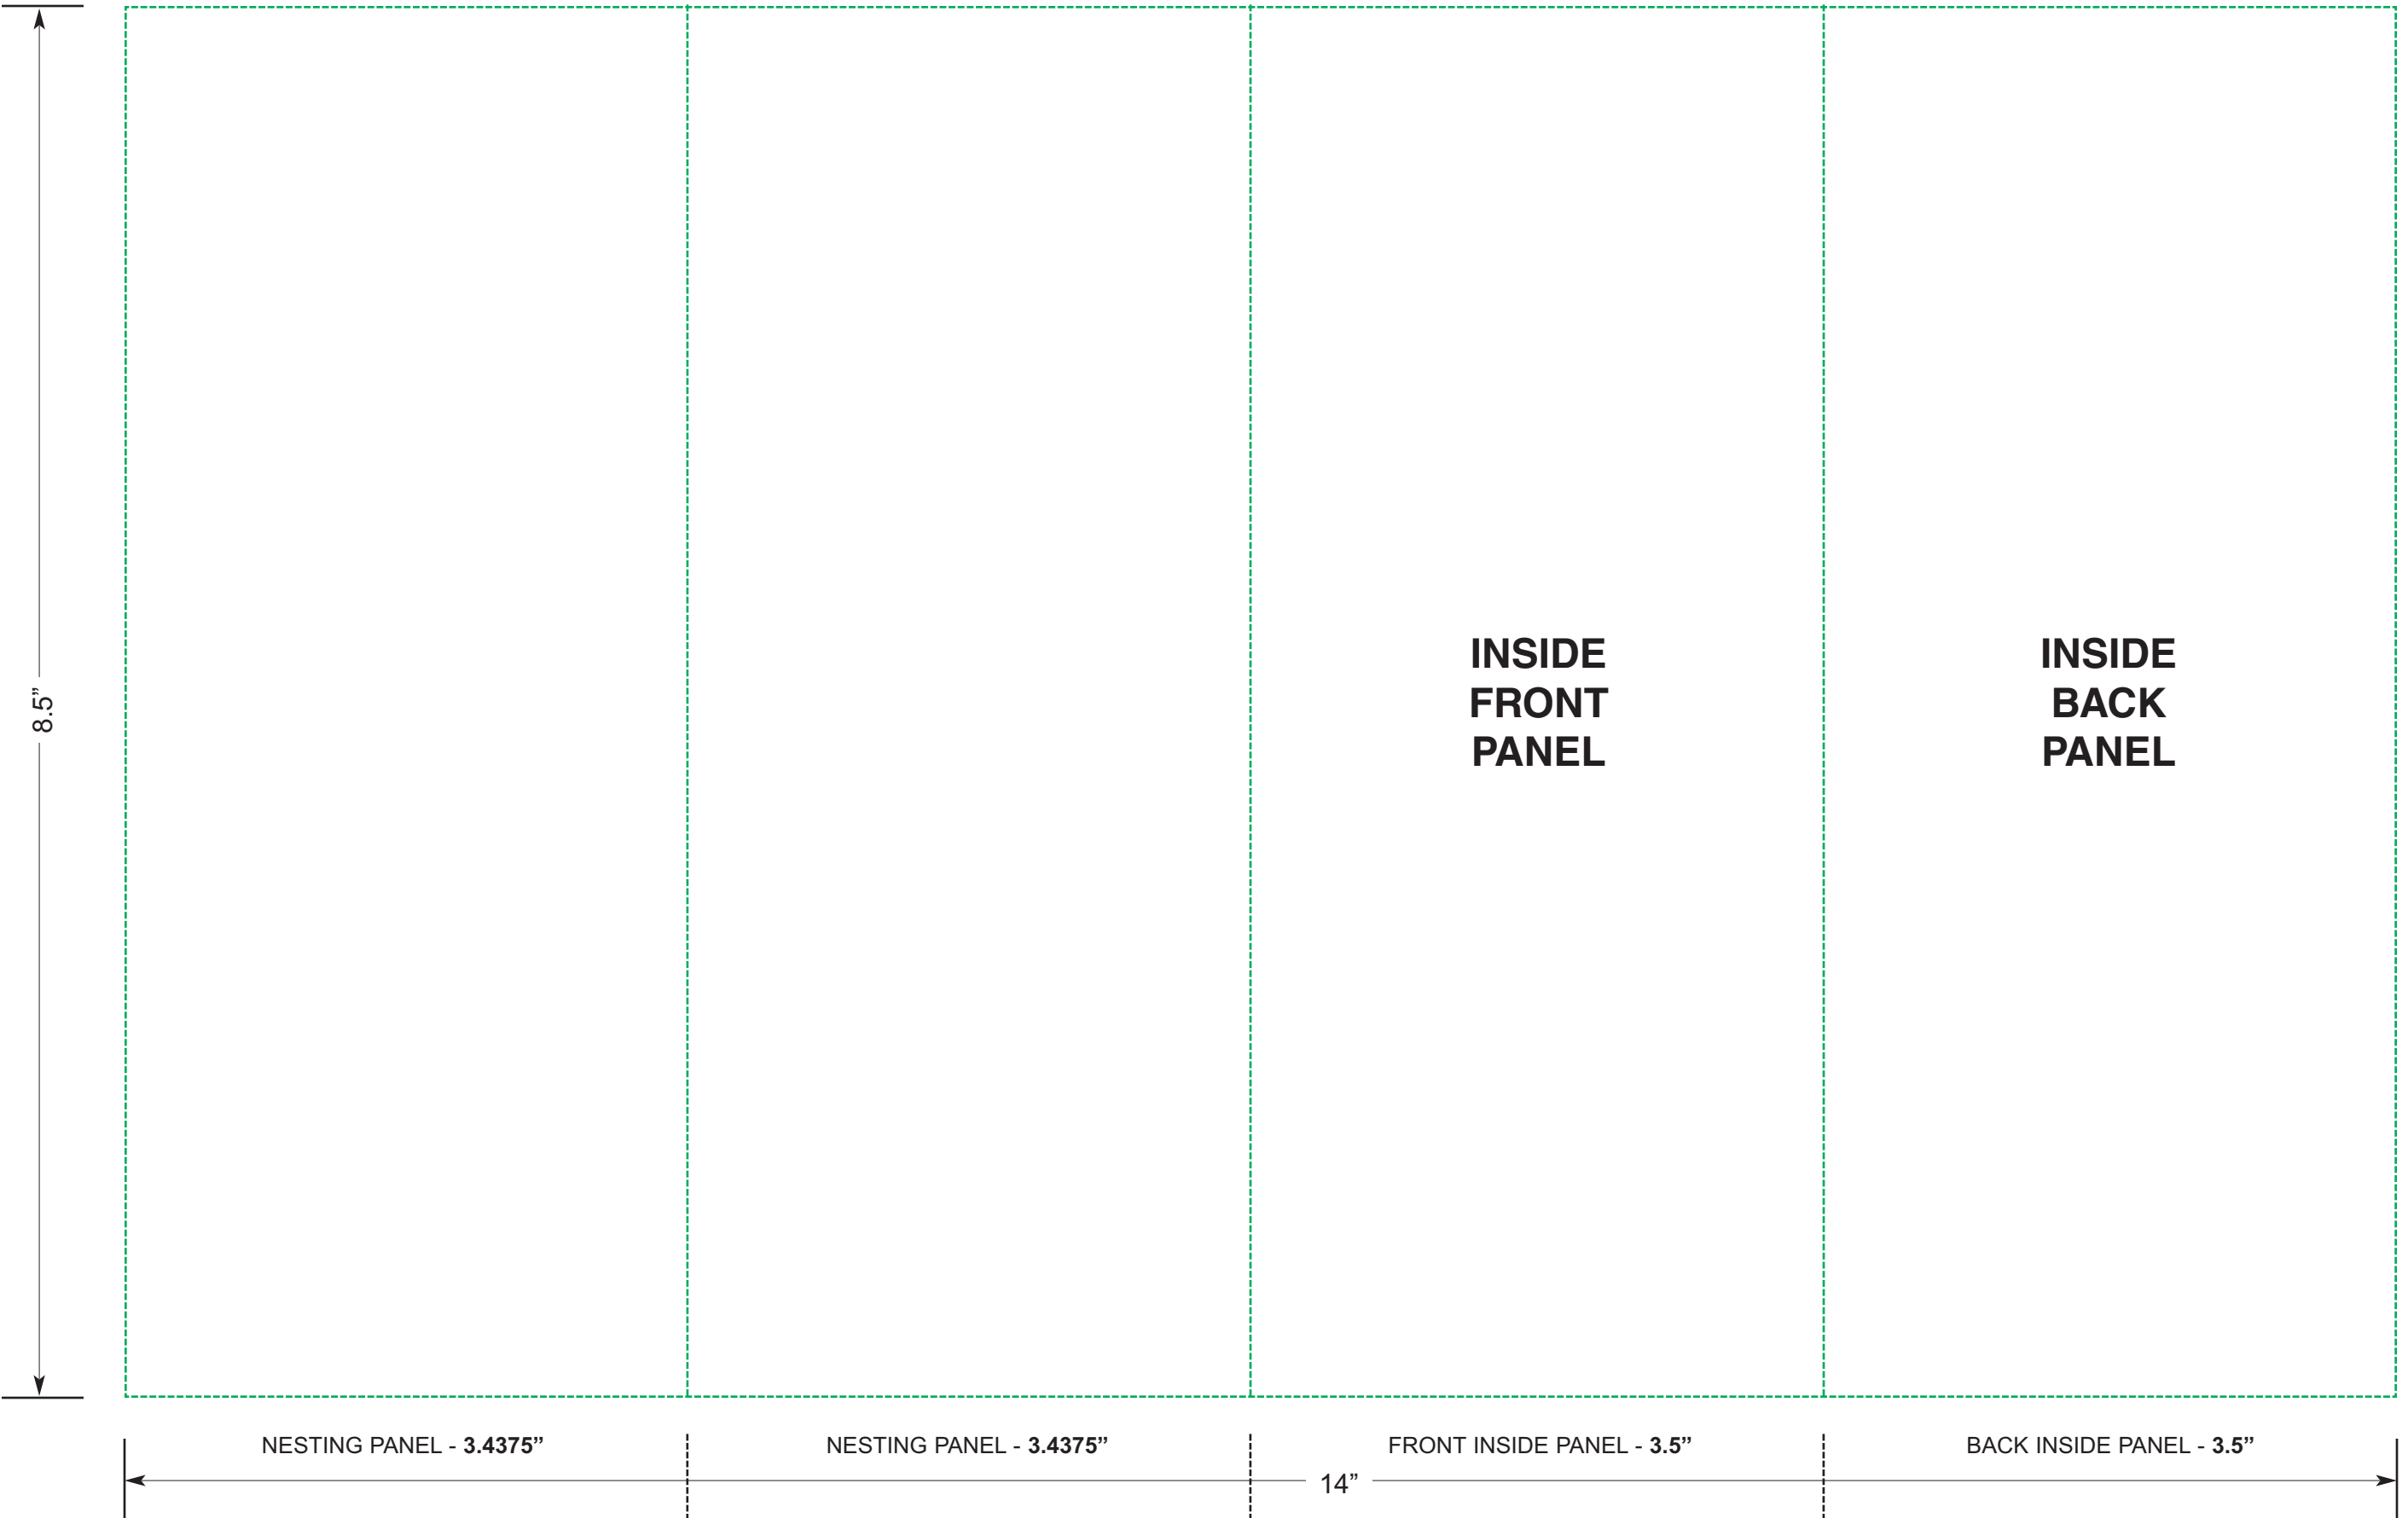 INSIDE
FRONT
PANEL
INSIDE
BACK
PANEL
8.5”
NESTING PANEL - 3.4375”
NESTING PANEL - 3.4375”
FRONT INSIDE PANEL - 3.5”
BACK INSIDE PANEL - 3.5”
14”